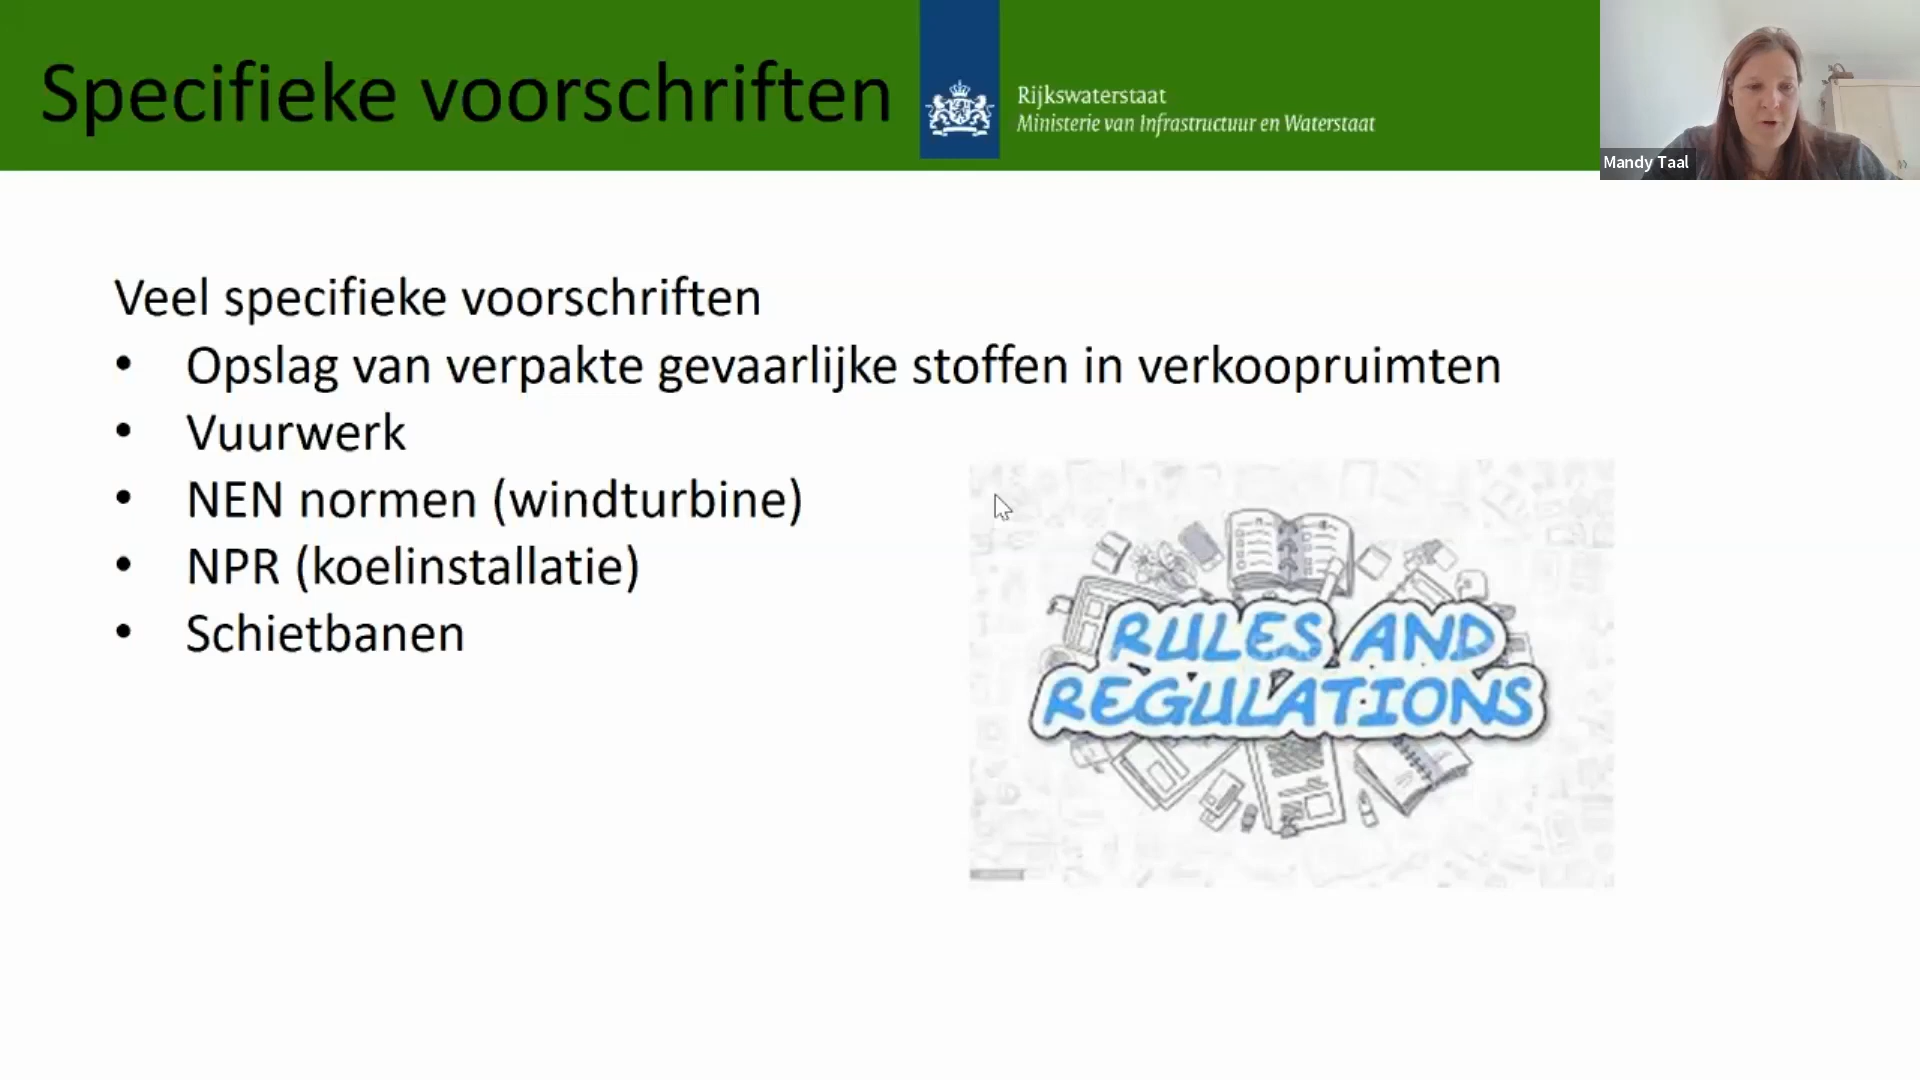 Specifieke voorschriften
Rijkswaterstaat
Ministerie van Infrastructuur en Waterstaat
Mandy Taal
Veel specifieke voorschriften
• Opslag van verpakte gevaarlijke stoffen in verkoopruimten
• Vuurwerk
• NEN normen (windturbine)
• NPR (koelinstallatie)
• Schietbanen
RULES AND
REGULATIONS